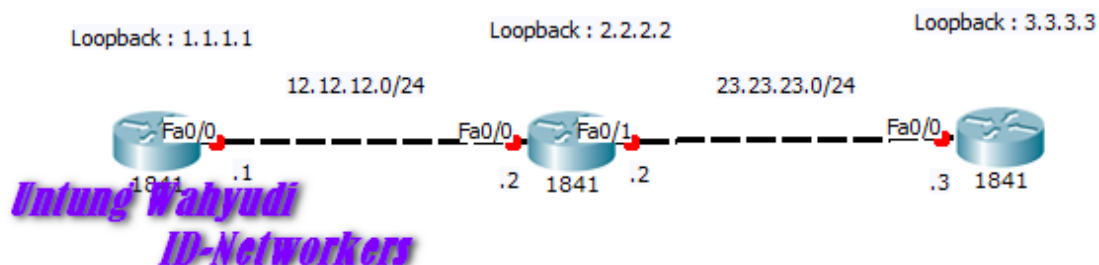 Loopback : 1.1.1.1
Loopback : 2.2.2.2
Loopback : 3.3.3.3
12.12.12.0/24
23.23.23.0/24
Fa0/0
Fa0/0
Fa0/1
Fa0/0
1841
.1
.2
1841
.2
.3
1841
Untung Wahyudi
ID-Networkers